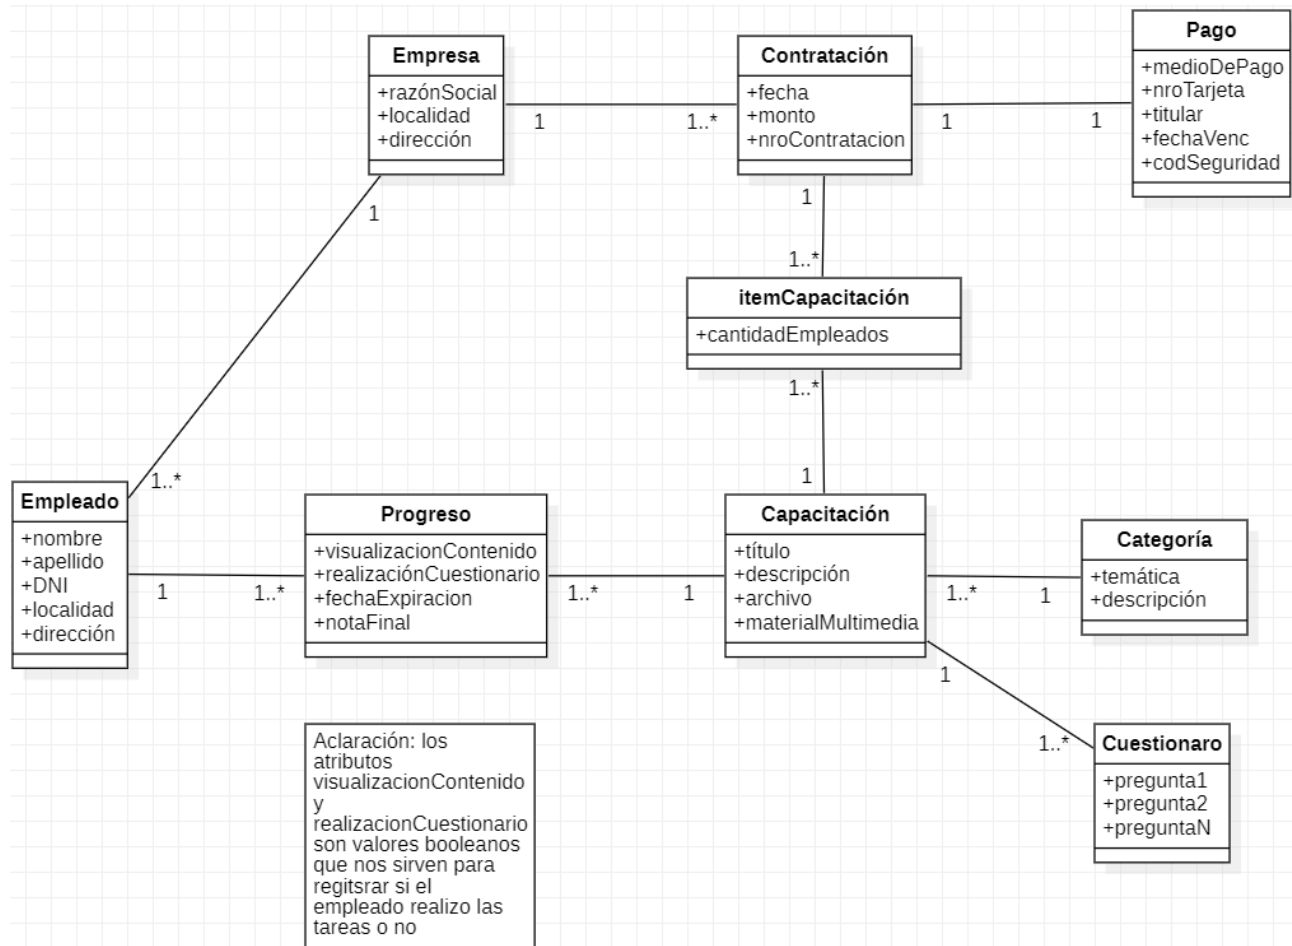 Empresa
+razónSocial
+localidad
+dirección
1
1..*
Contratación
+fecha
+monto
+nroContratacion
1
1
Pago
+medioDePago
+nroTarjeta
+titular
+fechaVenc
+codSeguridad
1
1
1..*
itemCapacitación
+cantidadEmpleados
1..*
1
1..*
Empleado
+nombre
+apellido
+DNI
+localidad
+dirección
1
1..*
Progreso
+visualizacionContenido
+realizaciónCuestionario
+fechaExpiracion
+notaFinal
1..*
1
Capacitación
+título
+descripción
+archivo
+materialMultimedia
1..*
1
Categoría
+temática
+descripción
1
1..*
Cuestionaro
+pregunta1
+pregunta2
+preguntaN
Aclaración: los
atributos
visualizacionContenido
y
realizacionCuestionario
son valores booleanos
que nos sirven para
regitsrar si el
empleado realizo las
tareas o no